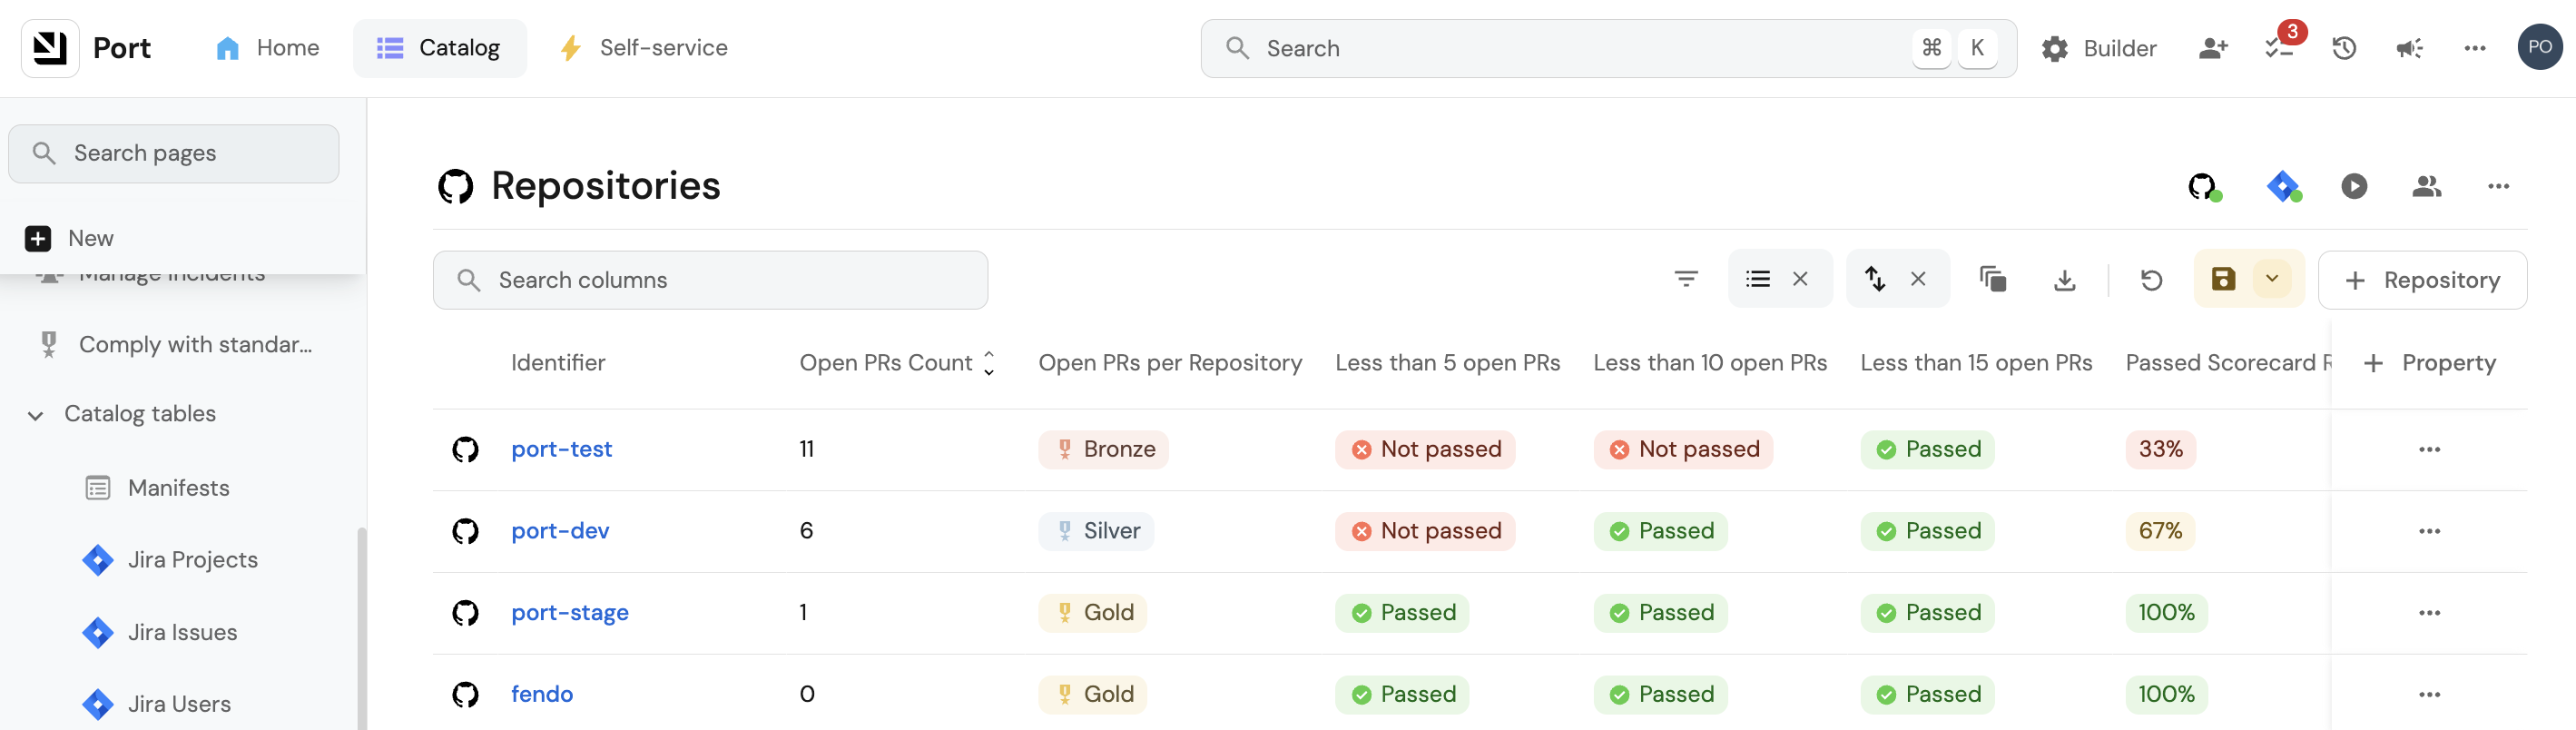 Port
Home
Catalog
Self-service
Search
⌘ K
Builder
3
PO
Search pages
New
Manage incidents
Comply with standar...
Catalog tables
Manifests
Jira Projects
Jira Issues
Jira Users
Repositories
Search columns
+ Repository
Identifier Open PRs Count Open PRs per Repository Less than 5 open PRs Less than 10 open PRs Less than 15 open PRs Passed Scorecard R + Property
port-test 11 Bronze Not passed Not passed Passed 33%
port-dev 6 Silver Not passed Passed Passed 67%
port-stage 1 Gold Passed Passed Passed 100%
fendo 0 Gold Passed Passed Passed 100%